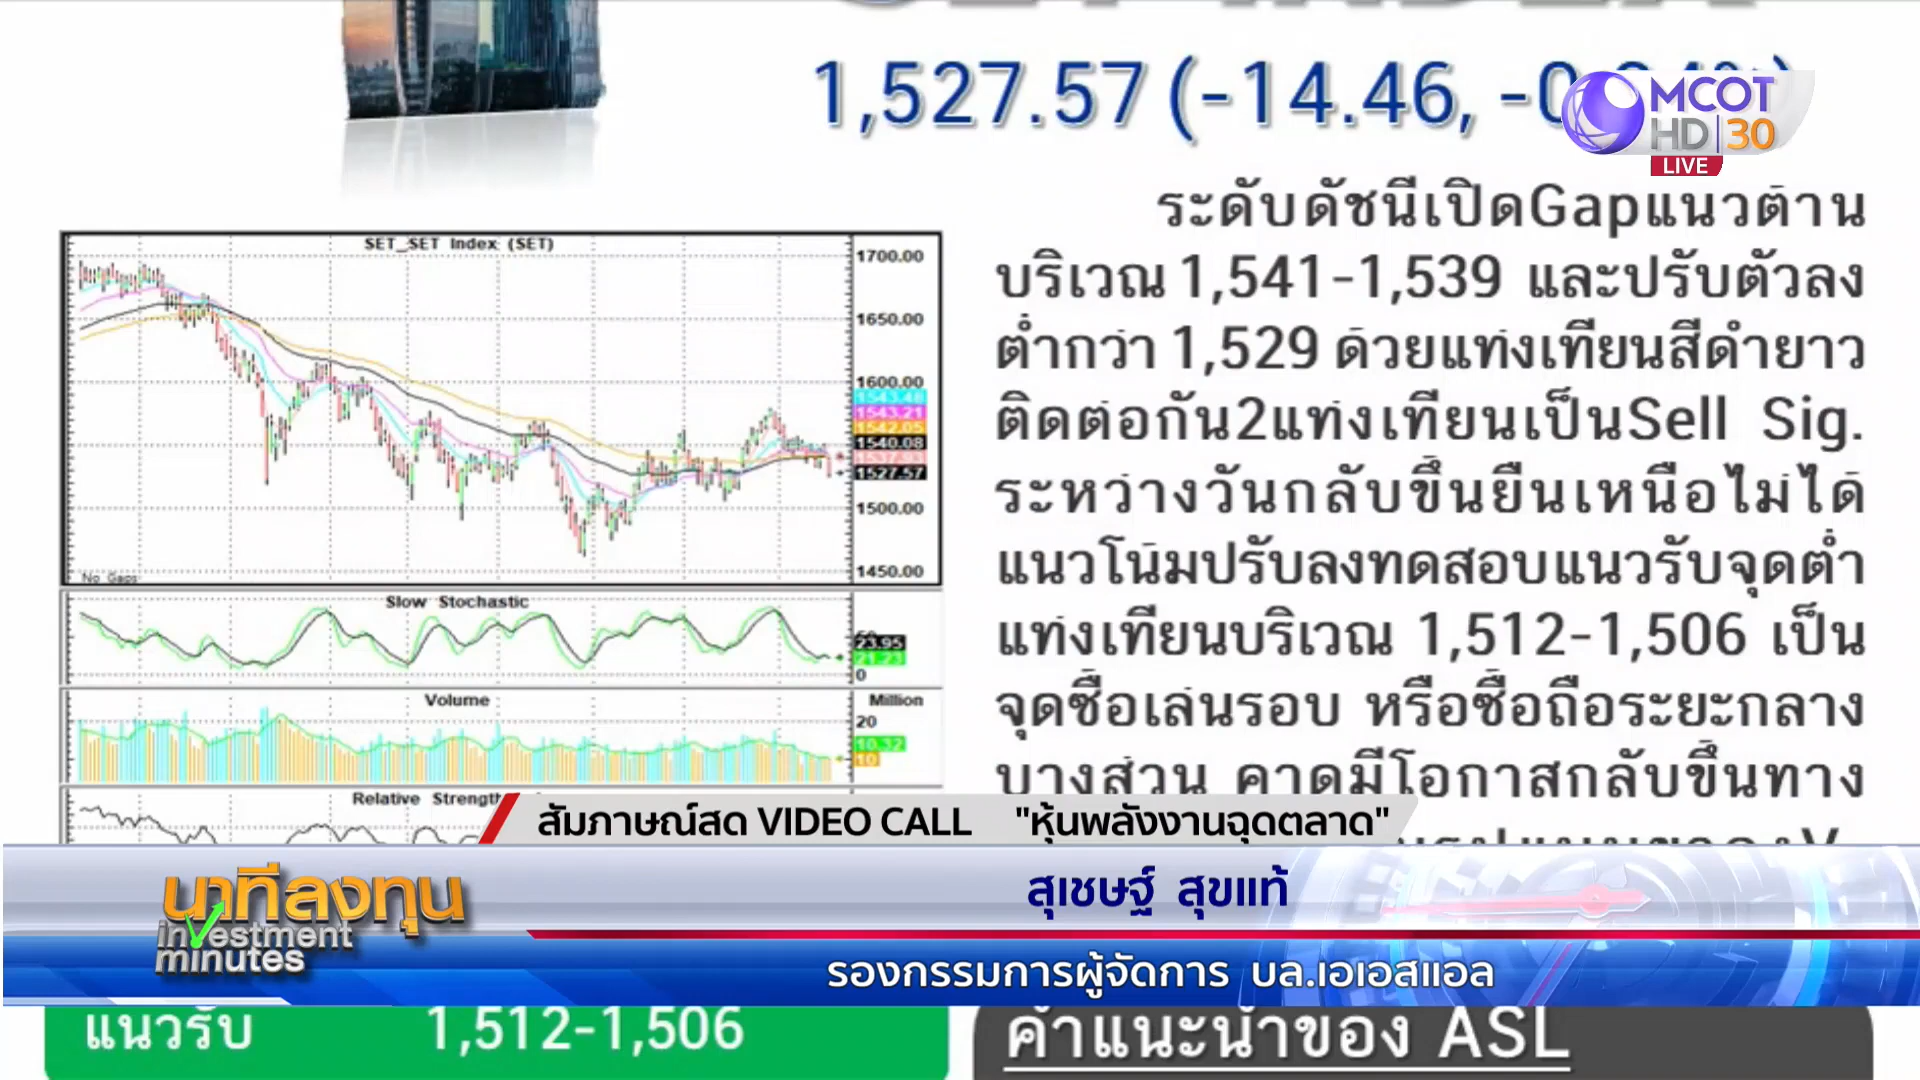 1,527.57 (-14.46, -0.94%)
MCOT
HD 30
LIVE
ระดับดัชนีเปิดGapแนวต้าน
บริเวณ 1,541-1,539 และปรับตัวลง
ต่ำกว่า 1,529 ด้วยแท่งเทียนสีดำยาว
ติดต่อกัน2แท่งเทียนเป็นSell Sig.
ระหว่างวันกลับขึ้นยืนเหนือไม่ได้
แนวโน้มปรับลงทดสอบแนวรับจุดต่ำ
แท่งเทียนบริเวณ 1,512-1,506 เป็น
จุดซื้อเล่นรอบ หรือซื้อถือระยะกลาง
บางส่วน คาดมีโอกาสกลับขึ้นทาง
SET_SET Index (SET)
1700.00
1650.00
1600.00
1543.48
1543.21
1542.05
1540.08
1537.93
1527.57
1500.00
1450.00
No Gaps
Slow Stochastic
23.95
21.23
0
Volume
Million
20
10.32
10
Relative Strength
สัมภาษณ์สด VIDEO CALL "หุ้นพลังงานฉุดตลาด"
นาทีลงทุน
investment
minutes
สุเชษฐ์ สุขแท้
รองกรรมการผู้จัดการ บล.เอเอสแอล
แนวรับ 1,512-1,506
คำแนะนำของ ASL